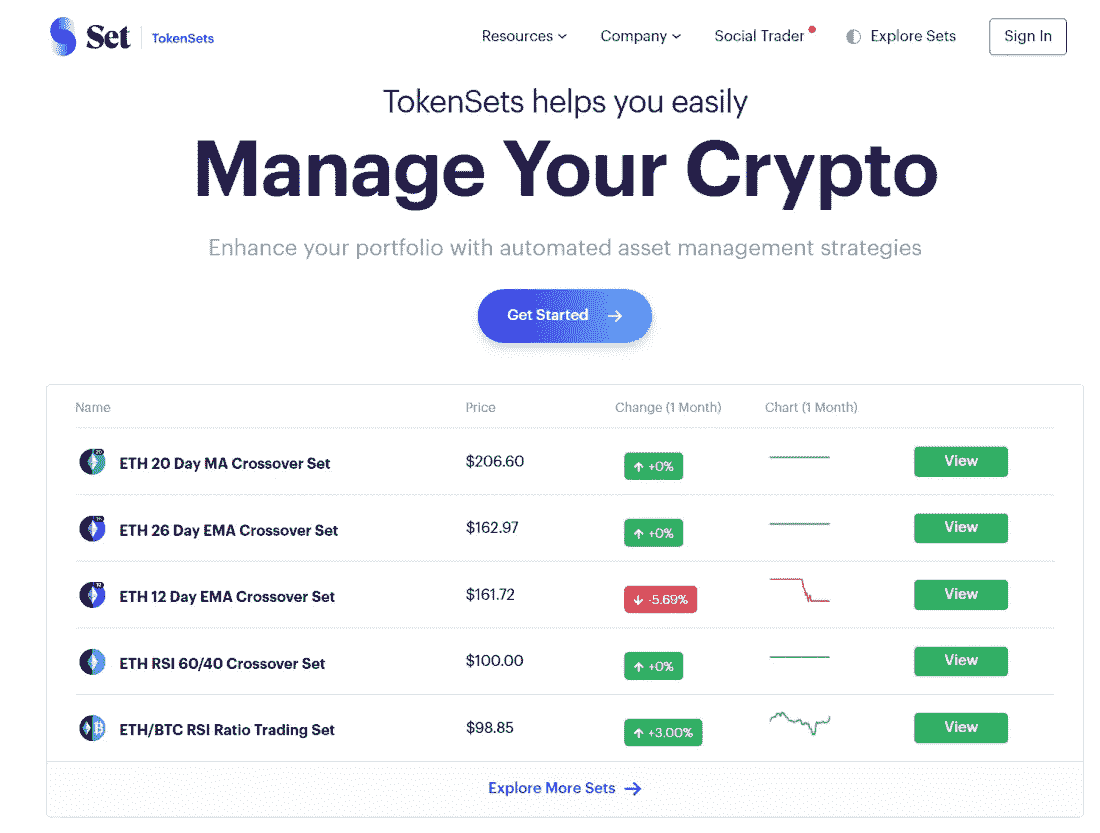 Set TokenSets Resources Company Social Trader Explore Sets Sign In
TokenSets helps you easily
Manage Your Crypto
Enhance your portfolio with automated asset management strategies
Get Started
Name Price Change (1 Month) Chart (1 Month)
ETH 20 Day MA Crossover Set $206.60 +0% View
ETH 26 Day EMA Crossover Set $162.97 +0% View
ETH 12 Day EMA Crossover Set $161.72 -5.69% View
ETH RSI 60/40 Crossover Set $100.00 +0% View
ETH/BTC RSI Ratio Trading Set $98.85 +3.00% View
Explore More Sets